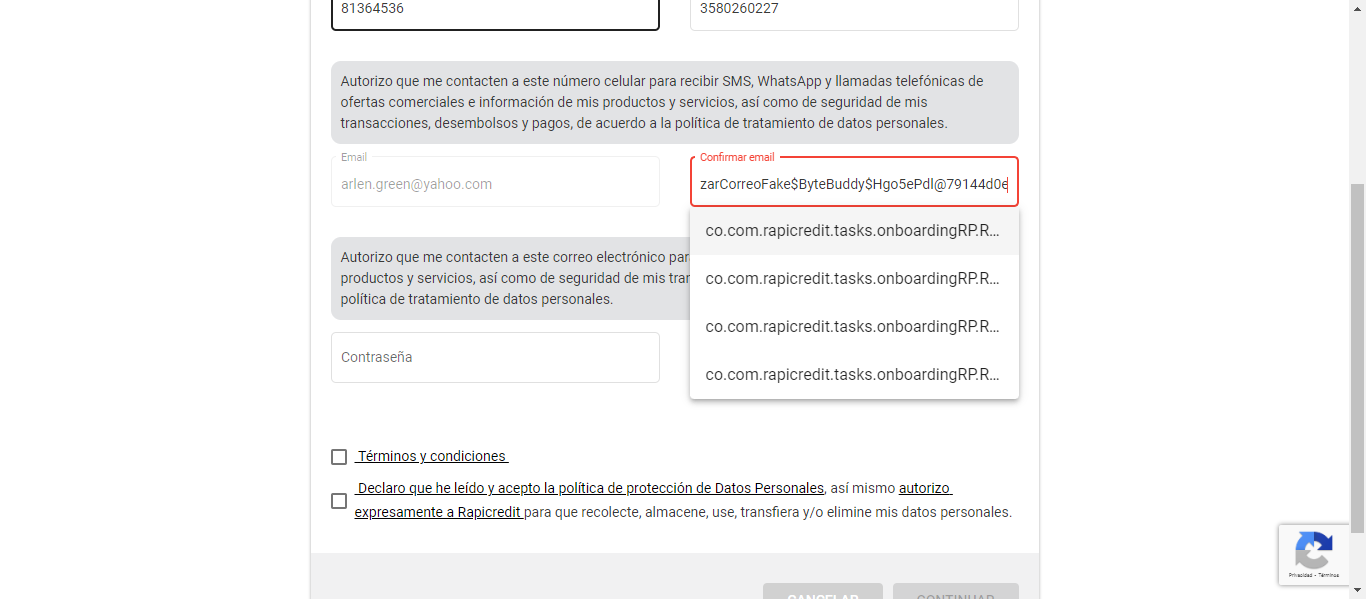 81364536
3580260227
Autorizo que me contacten a este número celular para recibir SMS, WhatsApp y llamadas telefónicas de
ofertas comerciales e información de mis productos y servicios, así como de seguridad de mis
transacciones, desembolsos y pagos, de acuerdo a la política de tratamiento de datos personales.
Email
arlen.green@yahoo.com
Confirmar email
zarCorreoFake$ByteBuddy$Hgo5ePdl@79144d0e
co.com.rapicredit.tasks.onboardingRP.R...
co.com.rapicredit.tasks.onboardingRP.R...
co.com.rapicredit.tasks.onboardingRP.R...
co.com.rapicredit.tasks.onboardingRP.R...
Autorizo que me contacten a este correo electrónico par
productos y servicios, así como de seguridad de mis tran
política de tratamiento de datos personales.
Contraseña
Términos y condiciones
Declaro que he leído y acepto la política de protección de Datos Personales, así mismo autorizo
expresamente a Rapicredit para que recolecte, almacene, use, transfiera y/o elimine mis datos personales.
Privacidad - Términos
CANCELAR
CONTINUAR